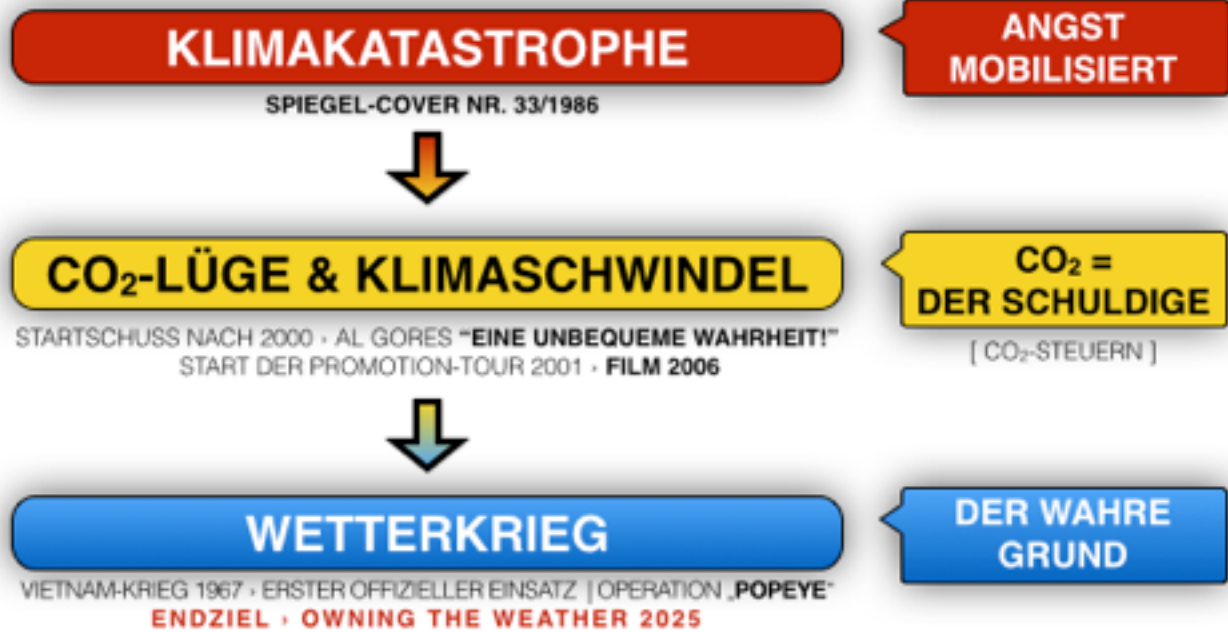 KLIMAKATASTROPHE
ANGST
MOBILISIERT
SPIEGEL-COVER NR. 33/1986
CO₂-LÜGE & KLIMASCHWINDEL
CO₂ =
DER SCHULDIGE
STARTSCHUSS NACH 2000 › AL GORES “EINE UNBEQUEME WAHRHEIT!”
START DER PROMOTION-TOUR 2001 › FILM 2006
[ CO₂-STEUERN ]
WETTERKRIEG
DER WAHRE
GRUND
VIETNAM-KRIEG 1967 › ERSTER OFFIZIELLER EINSATZ | OPERATION „POPEYE“
ENDZIEL › OWNING THE WEATHER 2025